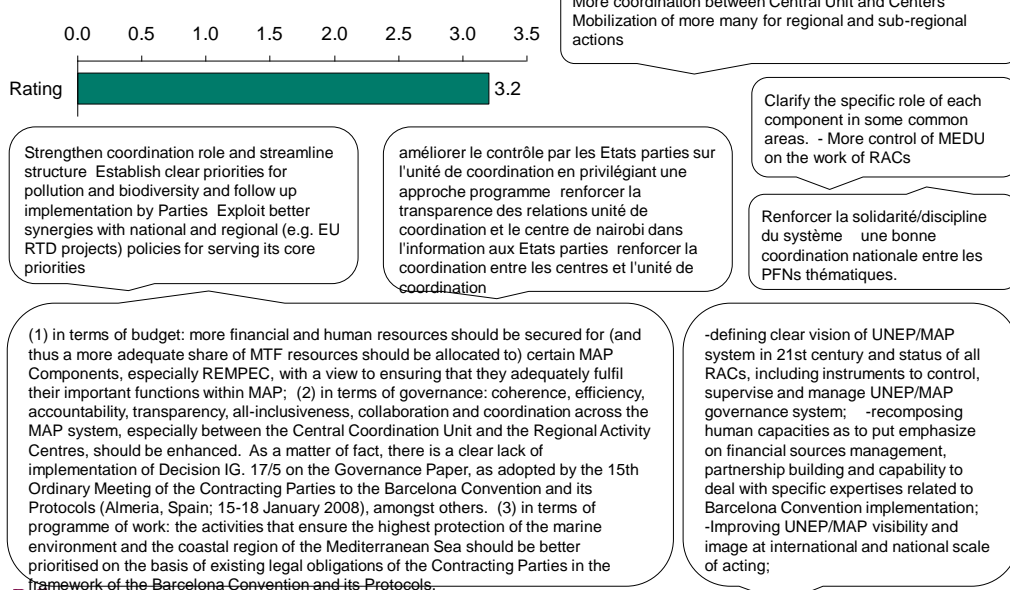 More coordination between Central Unit and Centers
Mobilization of more many for regional and sub-regional
actions
0.0 0.5 1.0 1.5 2.0 2.5 3.0 3.5
Rating 3.2
Clarify the specific role of each
component in some common
areas. - More control of MEDU
on the work of RACs
Strengthen coordination role and streamline
structure Establish clear priorities for
pollution and biodiversity and follow up
implementation by Parties Exploit better
synergies with national and regional (e.g. EU
RTD projects) policies for serving its core
priorities
améliorer le contrôle par les Etats parties sur
l'unité de coordination en privilégiant une
approche programme renforcer la
transparence des relations unité de
coordination et le centre de nairobi dans
l'information aux Etats parties renforcer la
coordination entre les centres et l'unité de
coordination
Renforcer la solidarité/discipline
du système une bonne
coordination nationale entre les
PFNs thématiques.
(1) in terms of budget: more financial and human resources should be secured for (and
thus a more adequate share of MTF resources should be allocated to) certain MAP
Components, especially REMPEC, with a view to ensuring that they adequately fulfil
their important functions within MAP; (2) in terms of governance: coherence, efficiency,
accountability, transparency, all-inclusiveness, collaboration and coordination across the
MAP system, especially between the Central Coordination Unit and the Regional Activity
Centres, should be enhanced. As a matter of fact, there is a clear lack of
implementation of Decision IG. 17/5 on the Governance Paper, as adopted by the 15th
Ordinary Meeting of the Contracting Parties to the Barcelona Convention and its
Protocols (Almeria, Spain; 15-18 January 2008), amongst others. (3) in terms of
programme of work: the activities that ensure the highest protection of the marine
environment and the coastal region of the Mediterranean Sea should be better
prioritised on the basis of existing legal obligations of the Contracting Parties in the
framework of the Barcelona Convention and its Protocols.
-defining clear vision of UNEP/MAP
system in 21st century and status of all
RACs, including instruments to control,
supervise and manage UNEP/MAP
governance system; -recomposing
human capacities as to put emphasize
on financial sources management,
partnership building and capability to
deal with specific expertises related to
Barcelona Convention implementation;
-Improving UNEP/MAP visibility and
image at international and national scale
of acting;